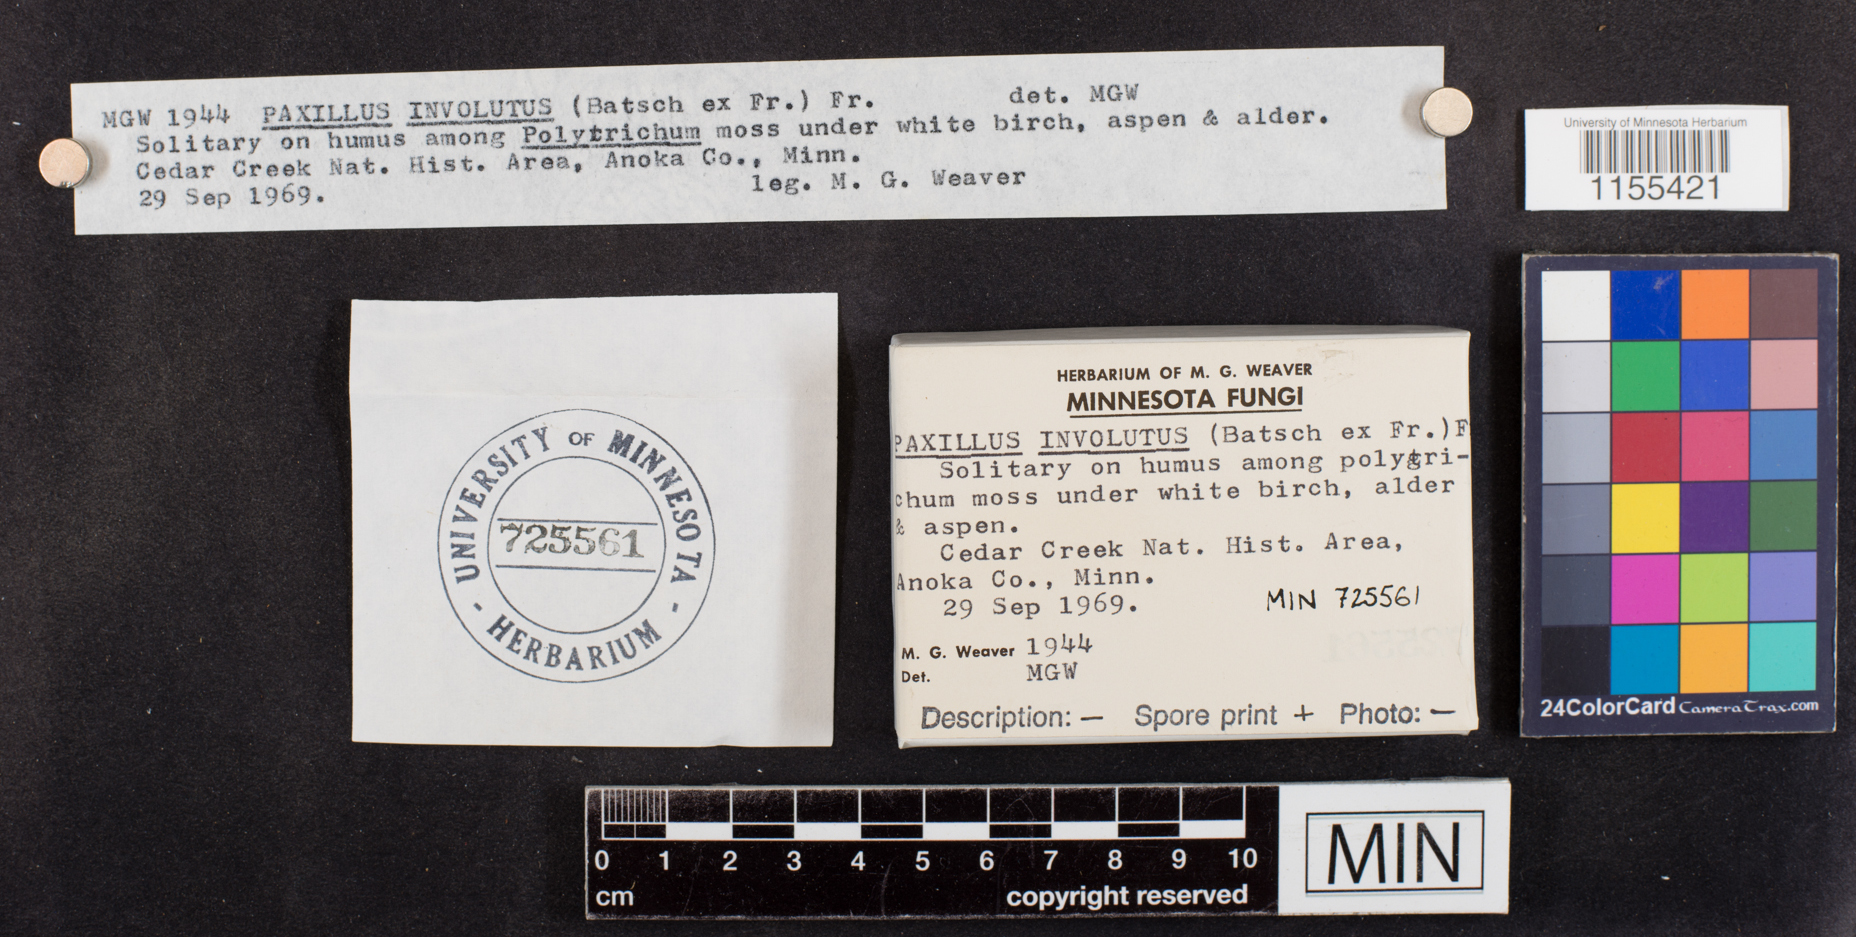 MGW 1944 PAXILLUS INVOLUTUS (Batsch ex Fr.) Fr. det. MGW
Solitary on humus among Polytrichum moss under white birch, aspen & alder.
Cedar Creek Nat. Hist. Area, Anoka Co., Minn.
29 Sep 1969. leg. M. G. Weaver
University of Minnesota Herbarium
1155421
UNIVERSITY OF MINNESOTA
725561
- HERBARIUM -
HERBARIUM OF M. G. WEAVER
MINNESOTA FUNGI
PAXILLUS INVOLUTUS (Batsch ex Fr.)F
Solitary on humus among polytri-
chum moss under white birch, alder
& aspen.
Cedar Creek Nat. Hist. Area,
Anoka Co., Minn.
29 Sep 1969. MIN 725561
M. G. Weaver 1944
Det. MGW
Description: — Spore print + Photo: —
24ColorCard CameraTrax.com
0 1 2 3 4 5 6 7 8 9 10
cm copyright reserved
MIN